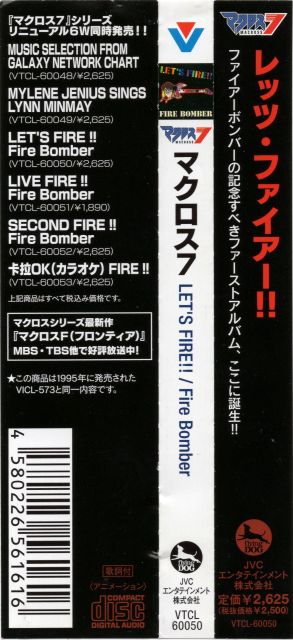 『マクロス7』シリーズ
リニューアル6W同時発売!!
MUSIC SELECTION FROM
GALAXY NETWORK CHART
(VTCL-60048/¥2,625)
MYLENE JENIUS SINGS
LYNN MINMAY
(VTCL-60049/¥2,625)
LET'S FIRE!!
Fire Bomber
(VTCL-60050/¥2,625)
LIVE FIRE!!
Fire Bomber
(VTCL-60051/¥1,890)
SECOND FIRE!!
Fire Bomber
(VTCL-60052/¥2,625)
卡拉OK(カラオケ) FIRE!!
(VTCL-60053/¥2,625)
上記商品はすべて税込み価格です。
マクロスシリーズ最新作
『マクロスF(フロンティア)』
MBS・TBS他で好評放送中!
★この商品は1995年に発売された
VICL-573と同一内容です。
4 580226 561616
歌詞付
(アニメーション)
COMPACT
disc
DIGITAL AUDIO
LET'S FIRE!!
FIRE BOMBER
マクロス7
MACROSS
マクロス7
LET'S FIRE!! / Fire Bomber
flying DOG
JVC
エンタテインメント
株式会社
VTCL
60050
マクロス7
MACROSS
レッツ・ファイアー!!
ファイアーボンバーの記念すべきファーストアルバム、ここに誕生!!
flying DOG
JVC
エンタテインメント
株式会社
定価¥2,625
(税抜価格¥2,500)
VTCL-60050